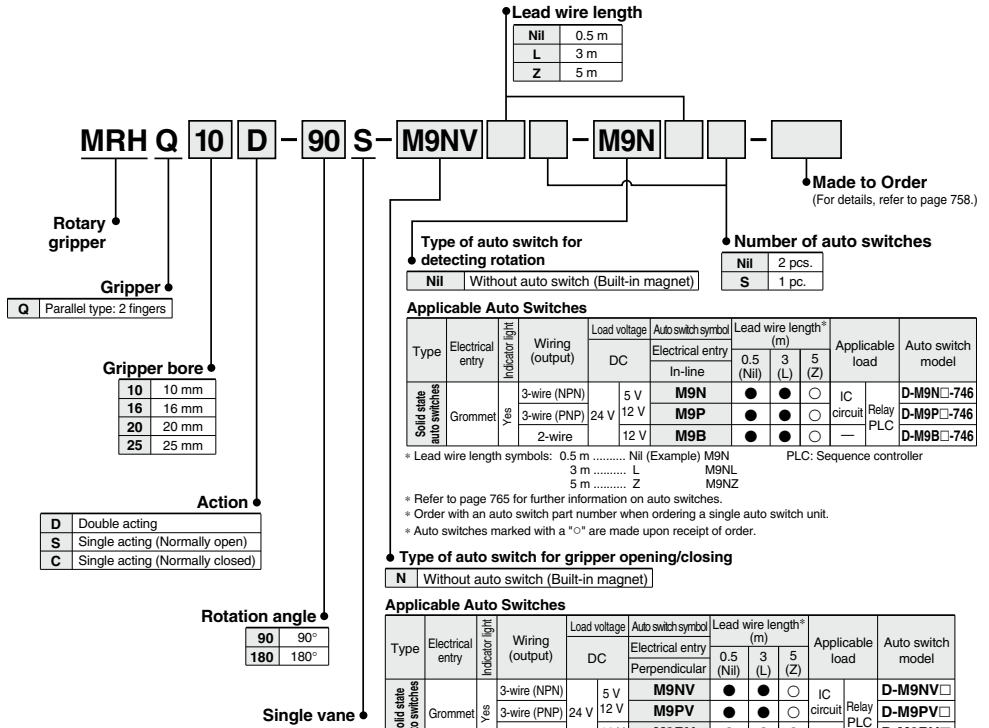 Lead wire length
Nil 0.5 m
L 3 m
Z 5 m
MRH Q 10 D - 90 S - M9NV - M9N -
Made to Order
(For details, refer to page 758.)
Rotary
gripper
Gripper
Q Parallel type: 2 fingers
Gripper bore
10 10 mm
16 16 mm
20 20 mm
25 25 mm
Action
D Double acting
S Single acting (Normally open)
C Single acting (Normally closed)
Rotation angle
90 90°
180 180°
Single vane
Type of auto switch for
detecting rotation
Nil Without auto switch (Built-in magnet)
Number of auto switches
Nil 2 pcs.
S 1 pc.
Applicable Auto Switches
Type Electrical entry Indicator light Wiring (output) Load voltage DC Auto switch symbol Electrical entry In-line Lead wire length* (m) 0.5 (Nil) 3 (L) 5 (Z) Applicable load Auto switch model
Solid state auto switches Grommet Yes 3-wire (NPN) 24 V 5 V 12 V M9N ● ● ○ IC circuit Relay PLC D-M9N□-746
3-wire (PNP) M9P ● ● ○ D-M9P□-746
2-wire 12 V M9B ● ● ○ — D-M9B□-746
* Lead wire length symbols: 0.5 m .......... Nil (Example) M9N PLC: Sequence controller
3 m .......... L M9NL
5 m .......... Z M9NZ
* Refer to page 765 for further information on auto switches.
* Order with an auto switch part number when ordering a single auto switch unit.
* Auto switches marked with a "○" are made upon receipt of order.
Type of auto switch for gripper opening/closing
N Without auto switch (Built-in magnet)
Applicable Auto Switches
Type Electrical entry Indicator light Wiring (output) Load voltage DC Auto switch symbol Electrical entry Perpendicular Lead wire length* (m) 0.5 (Nil) 3 (L) 5 (Z) Applicable load Auto switch model
Grommet Yes 3-wire (NPN) 24 V 5 V 12 V M9NV ● ● ○ IC circuit Relay PLC D-M9NV□
3-wire (PNP) M9PV ● ● ○ D-M9PV□